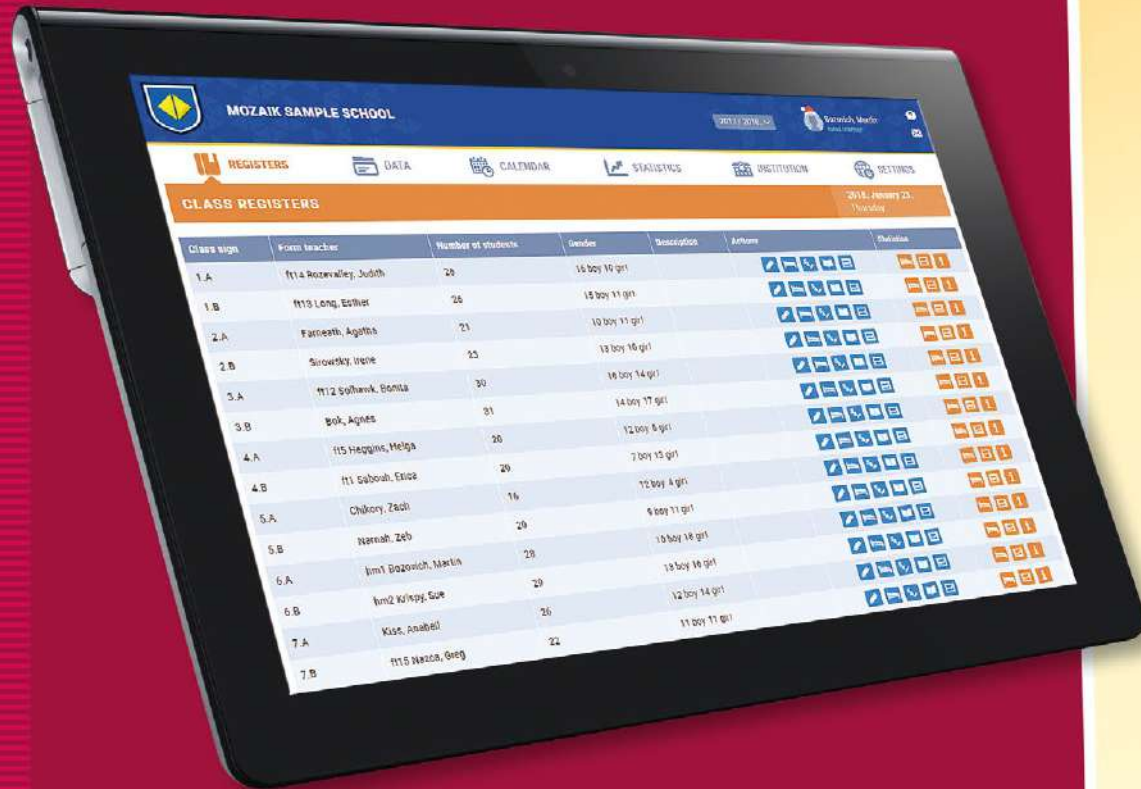 MOZAIK SAMPLE SCHOOL
Bozovich, Martin
REGISTERS DATA CALENDAR STATISTICS INSTITUTION SETTINGS
CLASS REGISTERS
2018. January 23.
Thursday
Class sign Form teacher Number of students Gender Description Actions Statistics
1.A ft14 Rozevalley, Judith 26 16 boy 10 girl
1.B ft13 Long, Esther 26 15 boy 11 girl
2.A Farneath, Agatha 21 10 boy 11 girl
2.B Sirowsky, Irene 23 13 boy 10 girl
3.A ft12 Solhawk, Bonita 30 16 boy 14 girl
3.B Bok, Agnes 31 14 boy 17 girl
4.A ft5 Heggins, Helga 20 12 boy 8 girl
4.B ft1 Sabouh, Erica 20 7 boy 13 girl
5.A Chikory, Zach 16 12 boy 4 girl
5.B Narnah, Zeb 20 9 boy 11 girl
6.A hm1 Bozovich, Martin 28 10 boy 18 girl
6.B hm2 Krispy, Sue 29 13 boy 16 girl
7.A Kiss, Anabell 26 12 boy 14 girl
7.B ft15 Nazca, Greg 22 11 boy 11 girl